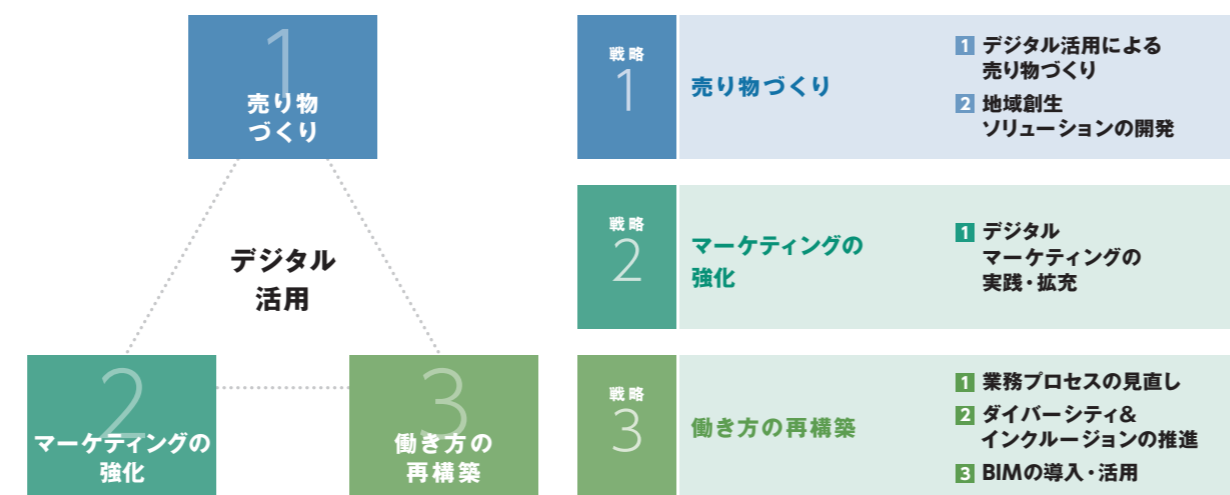 1
売り物
づくり
デジタル
活用
2
マーケティングの
強化
3
働き方の
再構築
戦略
1
売り物づくり
1 デジタル活用による
売り物づくり
2 地域創生
ソリューションの開発
戦略
2
マーケティングの
強化
1 デジタル
マーケティングの
実践・拡充
戦略
3
働き方の再構築
1 業務プロセスの見直し
2 ダイバーシティ&
インクルージョンの推進
3 BIMの導入・活用